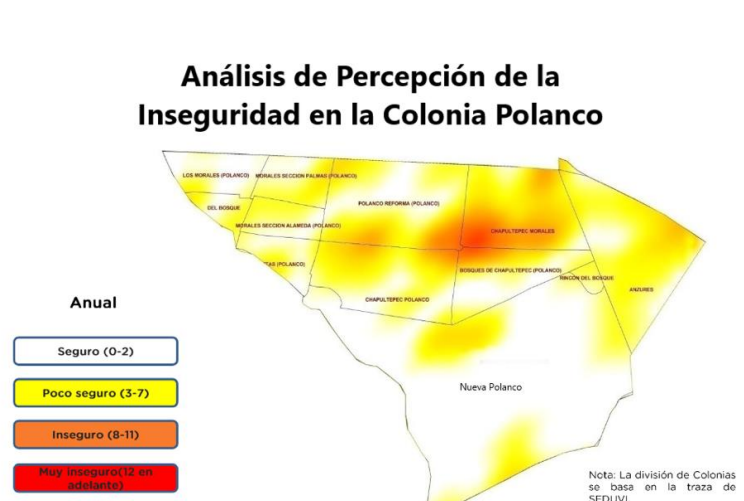 Análisis de Percepción de la
Inseguridad en la Colonia Polanco
LOS MORALES (POLANCO)
MORALES SECCION PALMAS (POLANCO)
DEL BOSQUE
POLANCO REFORMA (POLANCO)
MORALES SECCION ALAMEDA (POLANCO)
CHAPULTEPEC MORALES
(POLANCO)
BOSQUES DE CHAPULTEPEC (POLANCO)
RINCON DEL BOSQUE
ANZURES
CHAPULTEPEC POLANCO
Nueva Polanco
Anual
Seguro (0-2)
Poco seguro (3-7)
Inseguro (8-11)
Muy inseguro(12 en
adelante)
Nota: La división de Colonias
se basa en la traza de
SEDUVI